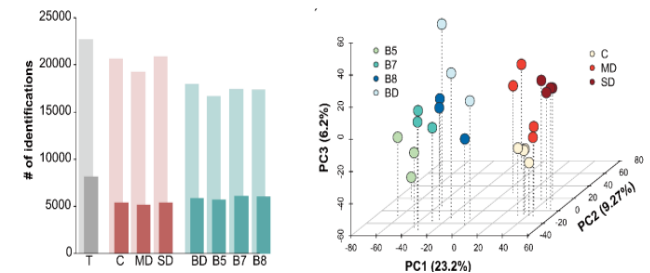 # of identifications
25000
20000
15000
10000
5000
0
T C MD SD BD B5 B7 B8
B5
B7
B8
BD
C
MD
SD
PC3 (6.2%)
60
40
20
0
-20
-40
-60
-80 -60 -40 -20 0 20 40 60
PC1 (23.2%)
-40
-20
0
20
40
60
80
PC2 (9.27%)